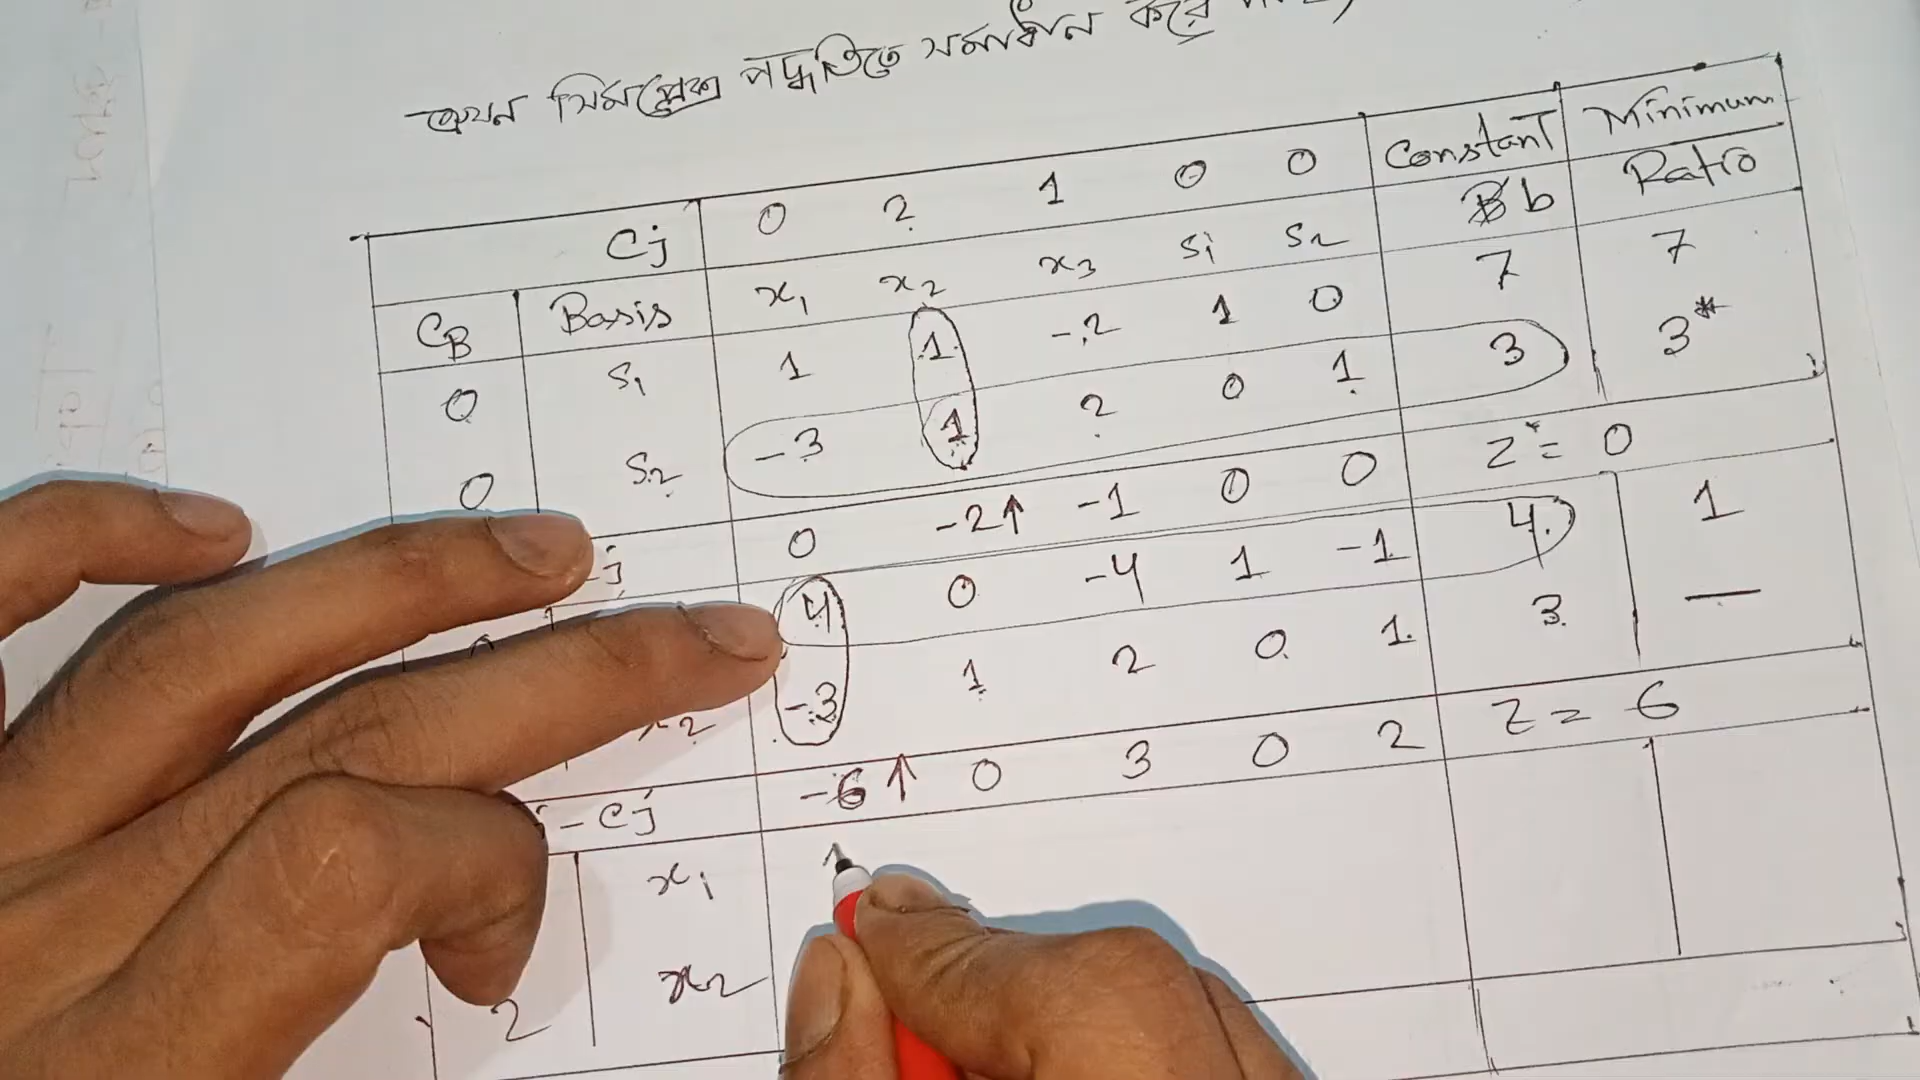 এখন সিমপ্লেক্স পদ্ধতিতে সমাধান করে পাই,
Cj 0 2 1 0 0 Constant b Minimum Ratio
CB Basis x₁ x₂ x₃ s₁ s₂
0 s₁ 1 1 -2 1 0 7 7
0 s₂ -3 1 2 0 1 3 3*
j 0 -2↑ -1 0 0 Z = 0
4 0 -4 1 -1 4 1
x₂ -3 1 2 0 1 3 —
- Cj -6↑ 0 3 0 2 Z = 6
x₁
2 x₂